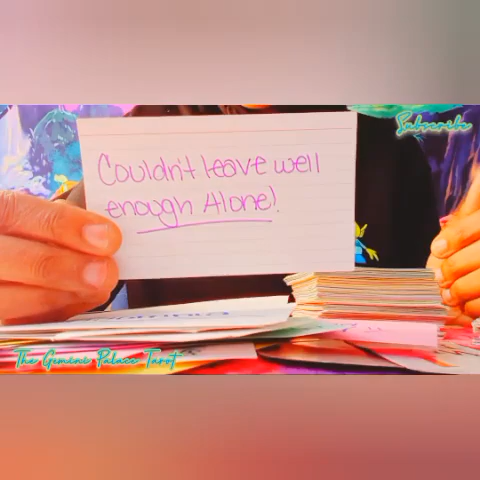 Subscribe
Couldn't leave well
enough Alone!
The Gemini Palace Tarot